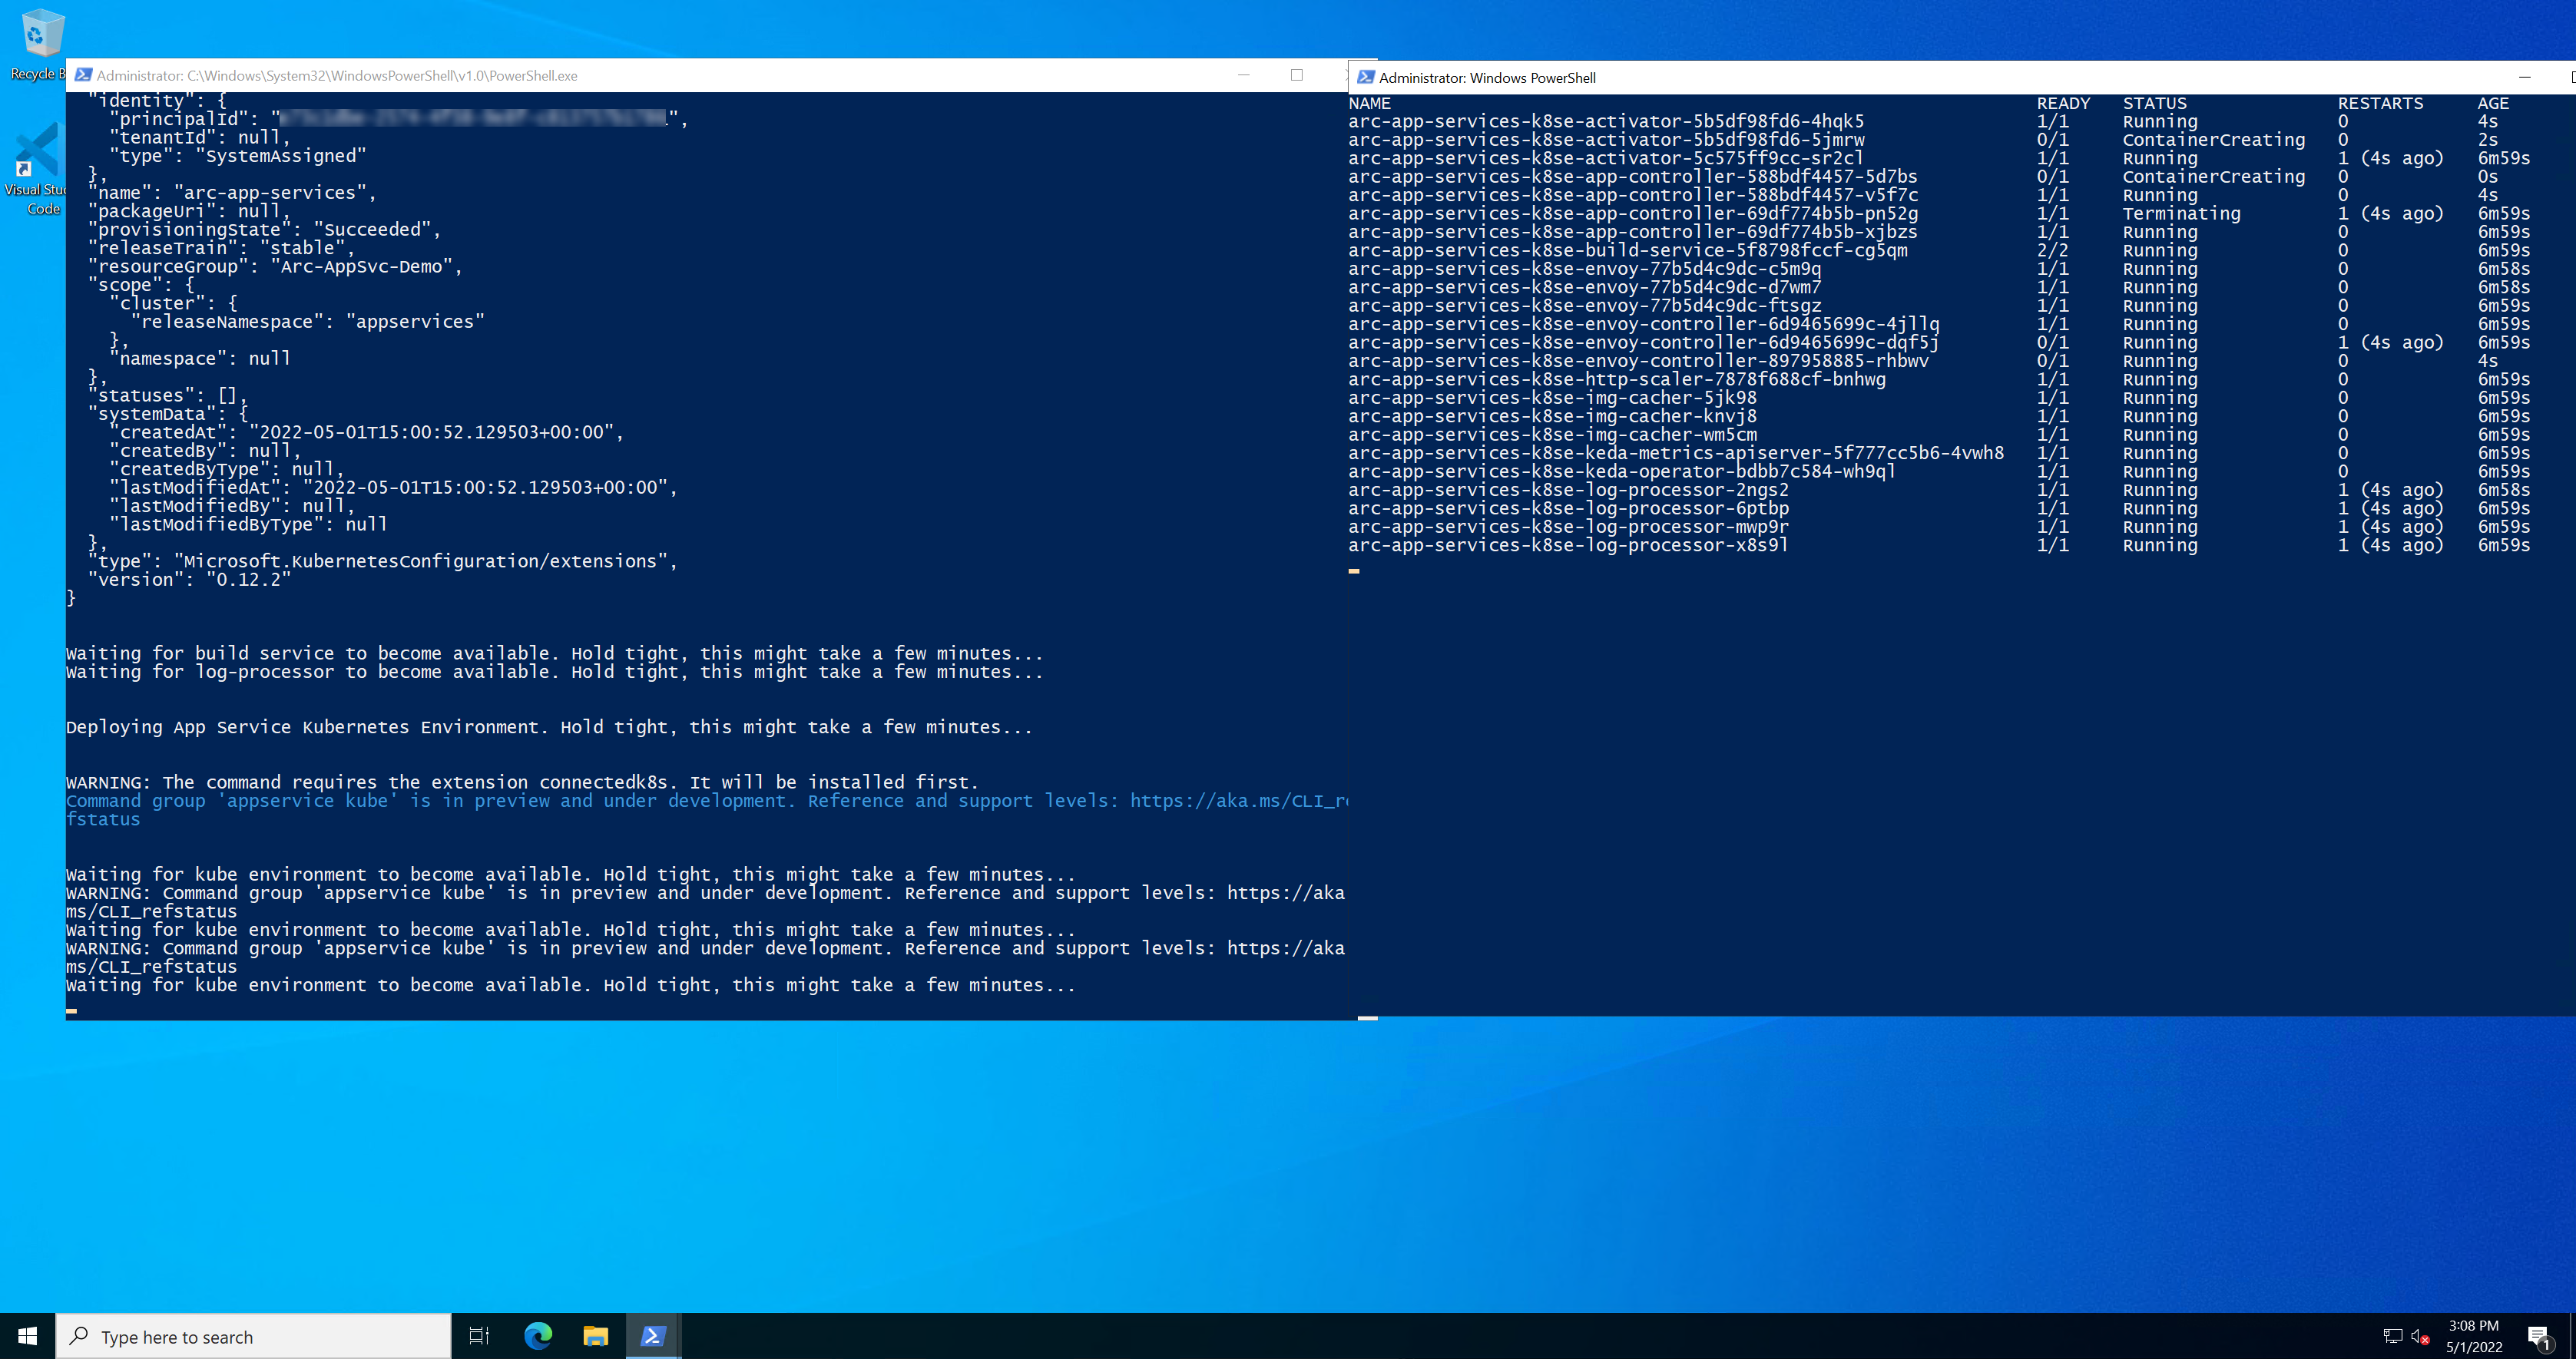 Recycle B
Visual Stud
Code
Administrator: C:\Windows\System32\WindowsPowerShell\v1.0\PowerShell.exe
"identity": {
"principalId": "
",
"tenantId": null,
"type": "SystemAssigned"
},
"name": "arc-app-services",
"packageUri": null,
"provisioningState": "Succeeded",
"releaseTrain": "stable",
"resourceGroup": "Arc-AppSvc-Demo",
"scope": {
"cluster": {
"releaseNamespace": "appservices"
},
"namespace": null
},
"statuses": [],
"systemData": {
"createdAt": "2022-05-01T15:00:52.129503+00:00",
"createdBy": null,
"createdByType": null,
"lastModifiedAt": "2022-05-01T15:00:52.129503+00:00",
"lastModifiedBy": null,
"lastModifiedByType": null
},
"type": "Microsoft.KubernetesConfiguration/extensions",
"version": "0.12.2"
}
Waiting for build service to become available. Hold tight, this might take a few minutes...
Waiting for log-processor to become available. Hold tight, this might take a few minutes...
Deploying App Service Kubernetes Environment. Hold tight, this might take a few minutes...
WARNING: The command requires the extension connectedk8s. It will be installed first.
Command group 'appservice kube' is in preview and under development. Reference and support levels: https://aka.ms/CLI_re
fstatus
Waiting for kube environment to become available. Hold tight, this might take a few minutes...
WARNING: Command group 'appservice kube' is in preview and under development. Reference and support levels: https://aka
ms/CLI_refstatus
Waiting for kube environment to become available. Hold tight, this might take a few minutes...
WARNING: Command group 'appservice kube' is in preview and under development. Reference and support levels: https://aka
ms/CLI_refstatus
Waiting for kube environment to become available. Hold tight, this might take a few minutes...
Administrator: Windows PowerShell
NAME READY STATUS RESTARTS AGE
arc-app-services-k8se-activator-5b5df98fd6-4hqk5 1/1 Running 0 4s
arc-app-services-k8se-activator-5b5df98fd6-5jmrw 0/1 ContainerCreating 0 2s
arc-app-services-k8se-activator-5c575ff9cc-sr2cl 1/1 Running 1 (4s ago) 6m59s
arc-app-services-k8se-app-controller-588bdf4457-5d7bs 0/1 ContainerCreating 0 0s
arc-app-services-k8se-app-controller-588bdf4457-v5f7c 1/1 Running 0 4s
arc-app-services-k8se-app-controller-69df774b5b-pn52g 1/1 Terminating 1 (4s ago) 6m59s
arc-app-services-k8se-app-controller-69df774b5b-xjbzs 1/1 Running 0 6m59s
arc-app-services-k8se-build-service-5f8798fccf-cg5qm 2/2 Running 0 6m59s
arc-app-services-k8se-envoy-77b5d4c9dc-c5m9q 1/1 Running 0 6m58s
arc-app-services-k8se-envoy-77b5d4c9dc-d7wm7 1/1 Running 0 6m58s
arc-app-services-k8se-envoy-77b5d4c9dc-ftsgz 1/1 Running 0 6m59s
arc-app-services-k8se-envoy-controller-6d9465699c-4jllq 1/1 Running 0 6m59s
arc-app-services-k8se-envoy-controller-6d9465699c-dqf5j 0/1 Running 1 (4s ago) 6m59s
arc-app-services-k8se-envoy-controller-897958885-rhbwv 0/1 Running 0 4s
arc-app-services-k8se-http-scaler-7878f688cf-bnhwg 1/1 Running 0 6m59s
arc-app-services-k8se-img-cacher-5jk98 1/1 Running 0 6m59s
arc-app-services-k8se-img-cacher-knvj8 1/1 Running 0 6m59s
arc-app-services-k8se-img-cacher-wm5cm 1/1 Running 0 6m59s
arc-app-services-k8se-keda-metrics-apiserver-5f777cc5b6-4vwh8 1/1 Running 0 6m59s
arc-app-services-k8se-keda-operator-bdbb7c584-wh9ql 1/1 Running 0 6m59s
arc-app-services-k8se-log-processor-2ngs2 1/1 Running 1 (4s ago) 6m58s
arc-app-services-k8se-log-processor-6ptbp 1/1 Running 1 (4s ago) 6m59s
arc-app-services-k8se-log-processor-mwp9r 1/1 Running 1 (4s ago) 6m59s
arc-app-services-k8se-log-processor-x8s9l 1/1 Running 1 (4s ago) 6m59s
Type here to search
3:08 PM
5/1/2022
1